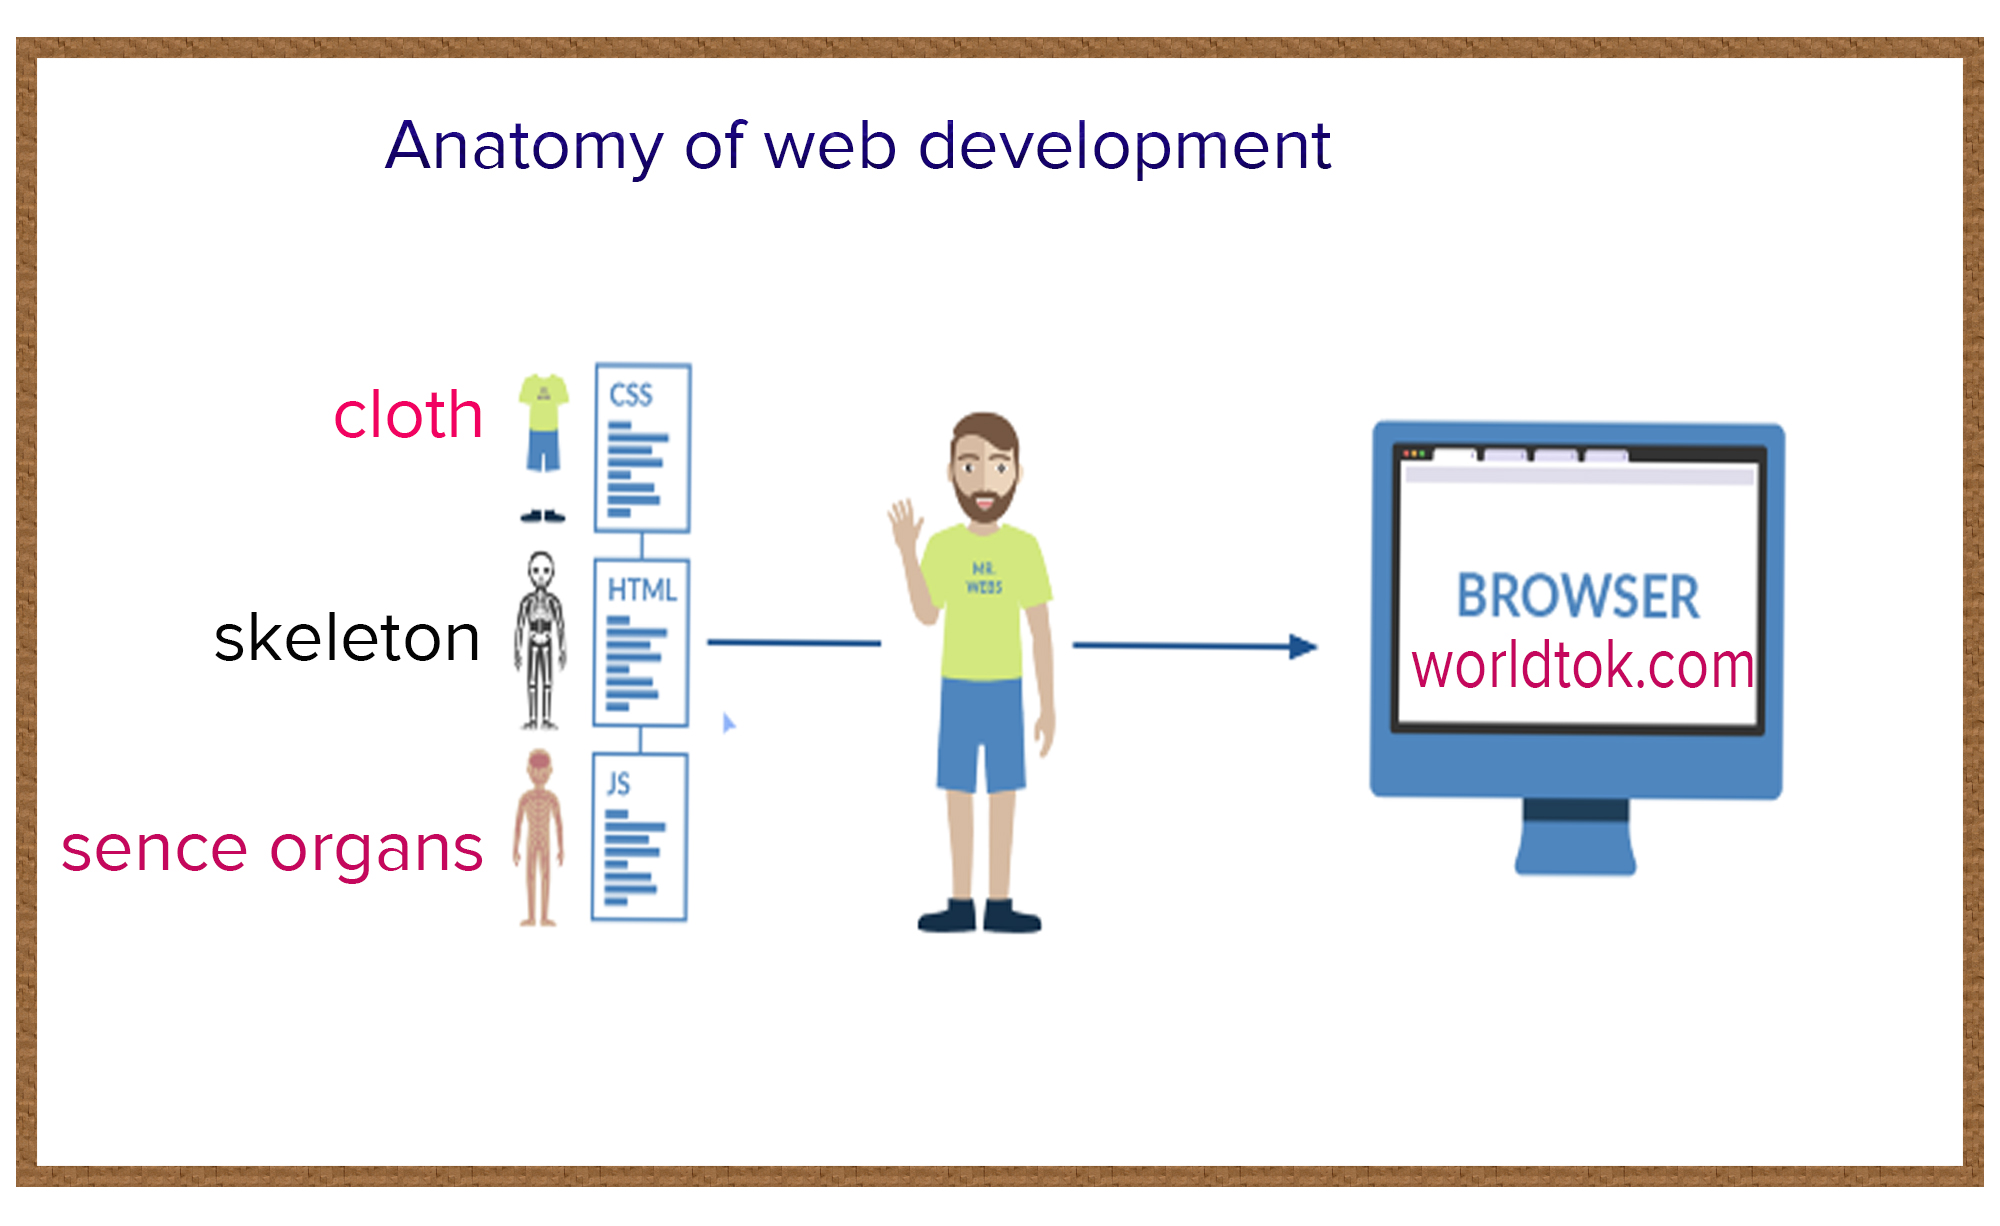 Anatomy of web development
cloth
CSS
skeleton
HTML
sence organs
JS
MR.
WEBS
BROWSER
worldtok.com